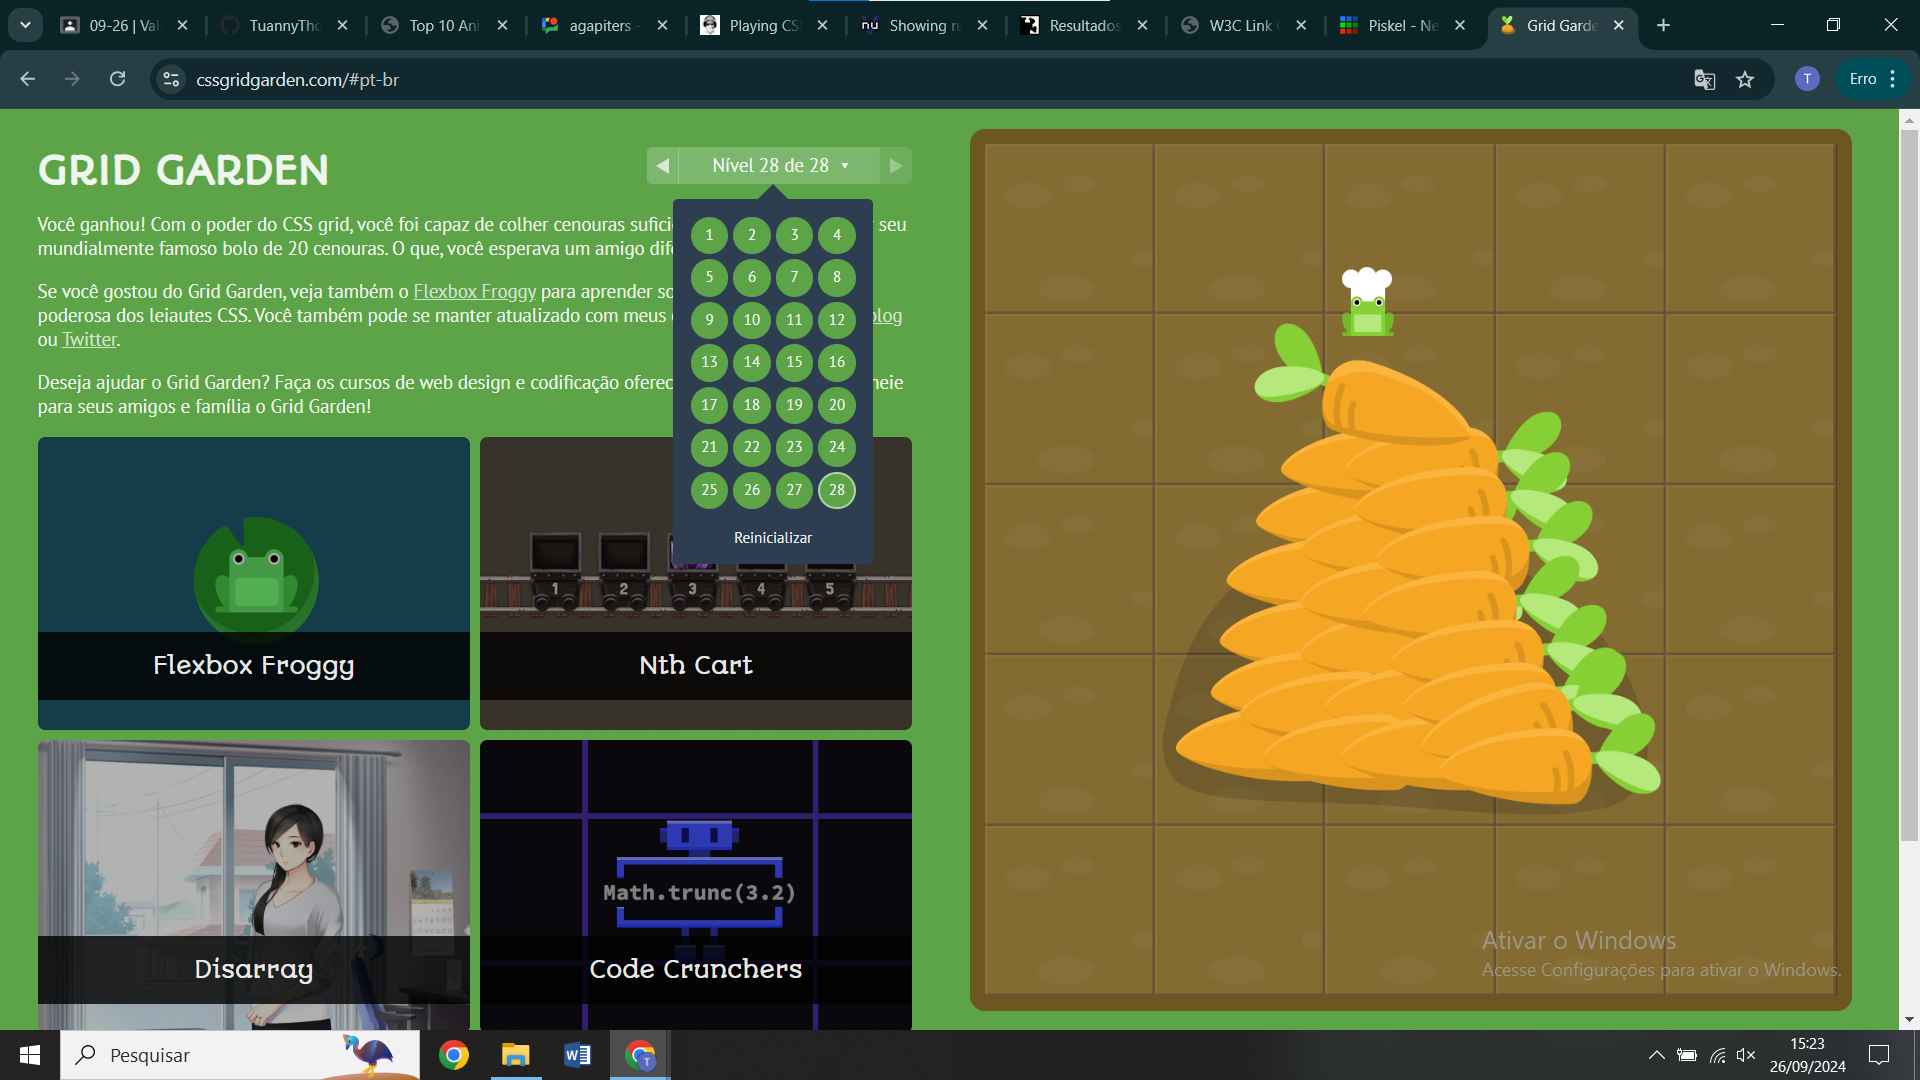 09-26 | Val
TuannyTho
Top 10 Ani
agapiters -
Playing CS
Showing re
Resultados
W3C Link
Piskel - Ne
Grid Garde
cssgridgarden.com/#pt-br
T
Erro
GRID GARDEN
Nível 28 de 28
Você ganhou! Com o poder do CSS grid, você foi capaz de colher cenouras sufici seu
mundialmente famoso bolo de 20 cenouras. O que, você esperava um amigo dife
Se você gostou do Grid Garden, veja também o Flexbox Froggy para aprender so
poderosa dos leiautes CSS. Você também pode se manter atualizado com meus blog
ou Twitter.
Deseja ajudar o Grid Garden? Faça os cursos de web design e codificação oferec
para seus amigos e família o Grid Garden!
1 2 3 4
5 6 7 8
9 10 11 12
13 14 15 16
17 18 19 20
21 22 23 24
25 26 27 28
Reinicializar
1 2 3 4 5
Flexbox Froggy
Nth Cart
Math.trunc(3.2)
Disarray
Code Crunchers
Ativar o Windows
Acesse Configurações para ativar o Windows.
Pesquisar
15:23
26/09/2024